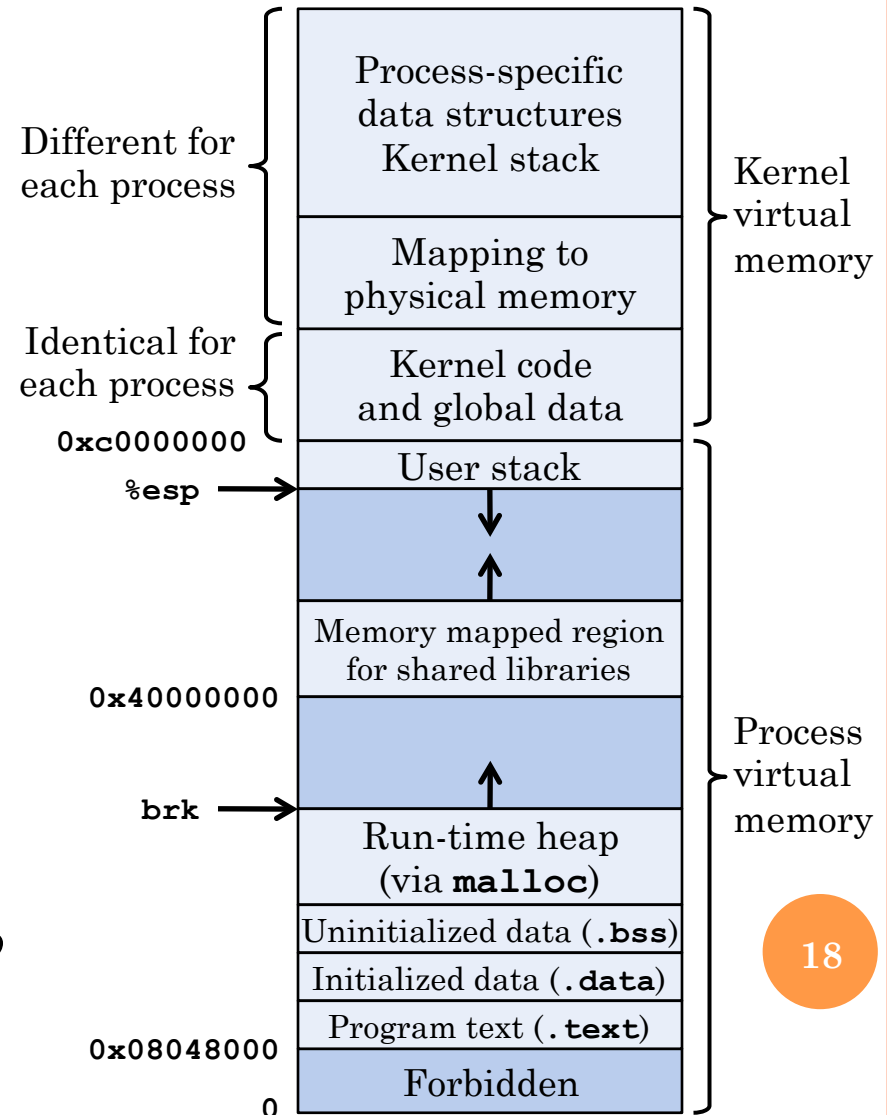 Process-specific
data structures
Kernel stack
Different for
each process
Kernel
virtual
memory
Mapping to
physical memory
Identical for
each process
Kernel code
and global data
0xc0000000
User stack
%esp
Memory mapped region
for shared libraries
0x40000000
Process
virtual
memory
brk
Run-time heap
(via malloc)
Uninitialized data (.bss)
18
Initialized data (.data)
Program text (.text)
0x08048000
Forbidden
0